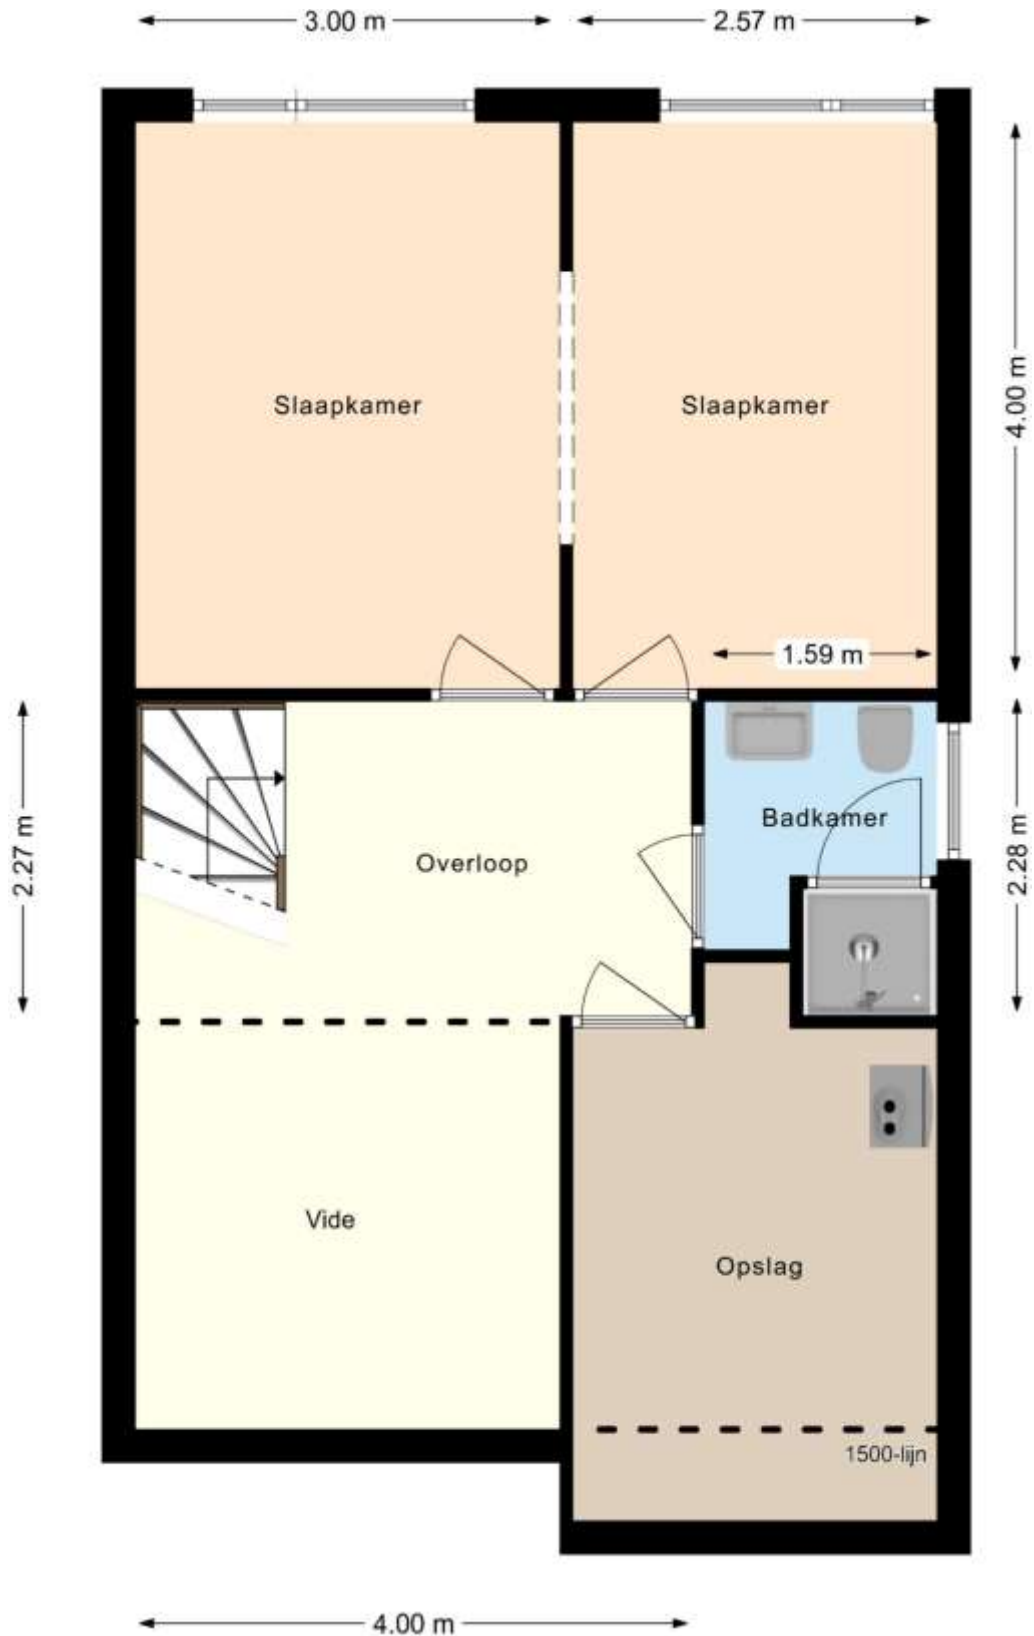 3.00 m
2.57 m
4.00 m
Slaapkamer
Slaapkamer
1.59 m
2.27 m
2.28 m
Badkamer
Overloop
Vide
Opslag
1500-lijn
4.00 m